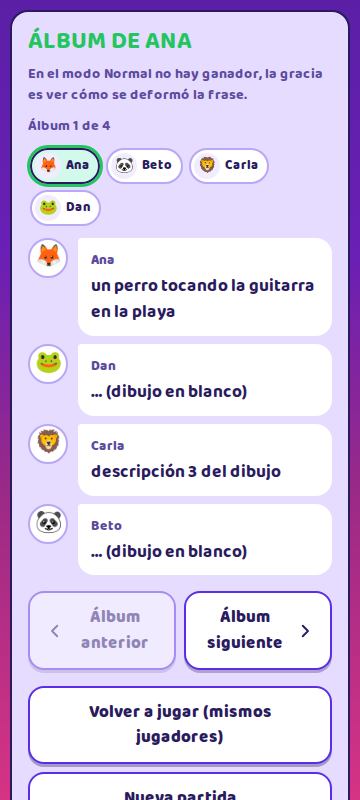 ÁLBUM DE ANA
En el modo Normal no hay ganador, la gracia
es ver cómo se deformó la frase.
Álbum 1 de 4
Ana
Beto
Carla
Dan
Ana
un perro tocando la guitarra
en la playa
Dan
... (dibujo en blanco)
Carla
descripción 3 del dibujo
Beto
... (dibujo en blanco)
Álbum
anterior
Álbum
siguiente
Volver a jugar (mismos
jugadores)
Nueva partida